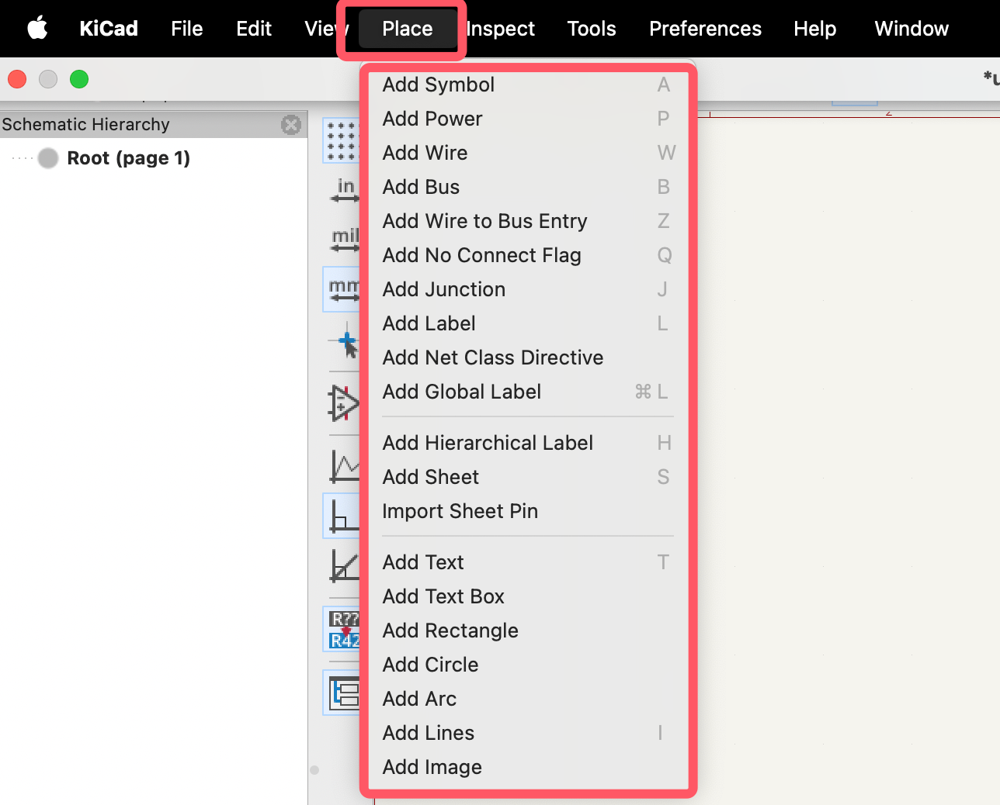 KiCad File Edit View Place Inspect Tools Preferences Help Window
Schematic Hierarchy
Root (page 1)
in
mil
mm
R??
R42
Add Symbol A
Add Power P
Add Wire W
Add Bus B
Add Wire to Bus Entry Z
Add No Connect Flag Q
Add Junction J
Add Label L
Add Net Class Directive
Add Global Label ⌘ L
Add Hierarchical Label H
Add Sheet S
Import Sheet Pin
Add Text T
Add Text Box
Add Rectangle
Add Circle
Add Arc
Add Lines I
Add Image